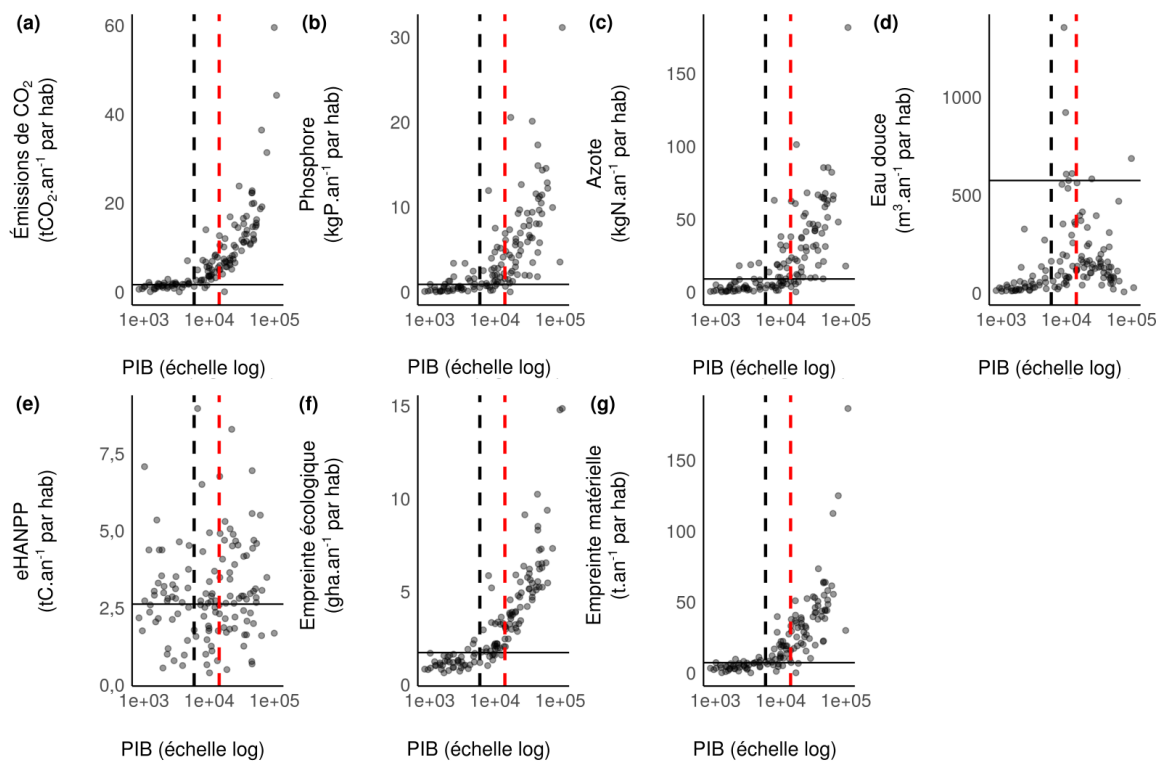 (a)
Émissions de CO₂
(tCO₂.an⁻¹ par hab)
60
40
20
0
1e+03 1e+04 1e+05
PIB (échelle log)
(b)
Phosphore
(kgP.an⁻¹ par hab)
30
20
10
0
1e+03 1e+04 1e+05
PIB (échelle log)
(c)
Azote
(kgN.an⁻¹ par hab)
150
100
50
0
1e+03 1e+04 1e+05
PIB (échelle log)
(d)
Eau douce
(m³.an⁻¹ par hab)
1000
500
0
1e+03 1e+04 1e+05
PIB (échelle log)
(e)
eHANPP
(tC.an⁻¹ par hab)
7,5
5,0
2,5
0,0
1e+03 1e+04 1e+05
PIB (échelle log)
(f)
Empreinte écologique
(gha.an⁻¹ par hab)
15
10
5
0
1e+03 1e+04 1e+05
PIB (échelle log)
(g)
Empreinte matérielle
(t.an⁻¹ par hab)
150
100
50
0
1e+03 1e+04 1e+05
PIB (échelle log)